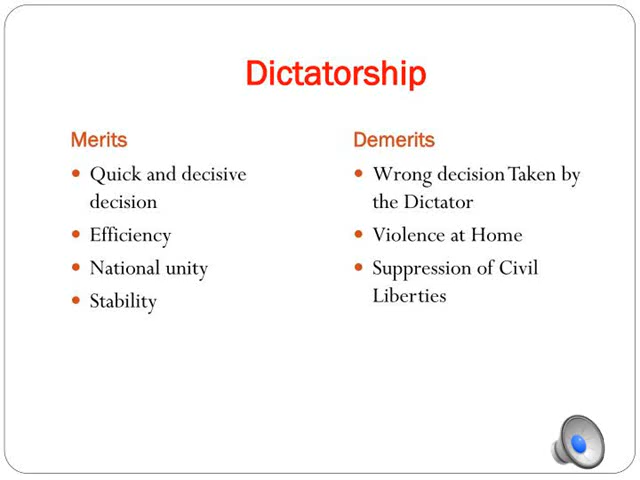 Dictatorship
Merits
Quick and decisive
decision
Efficiency
National unity
Stability
Demerits
Wrong decision Taken by
the Dictator
Violence at Home
Suppression of Civil
Liberties